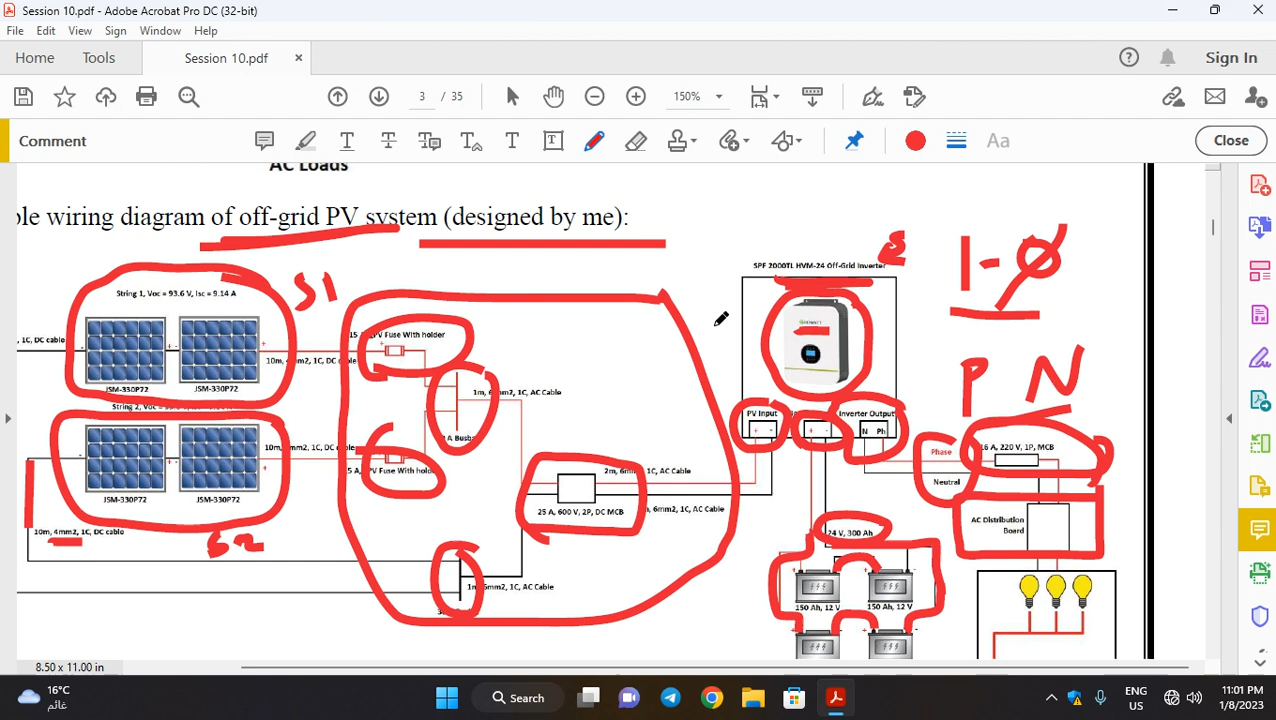 Session 10.pdf - Adobe Acrobat Pro DC (32-bit)
File Edit View Sign Window Help
Home Tools Session 10.pdf Sign In
3 / 35 150%
Comment Close
AC Loads
ple wiring diagram of off-grid PV system (designed by me):
SPF 2000TL HVM-24 Off-Grid Inverter
1-Ø
String 1, Voc = 93.6 V, Isc = 9.14 A
S1
, 1C, DC cable
JSM-330P72 JSM-330P72
PV Fuse With holder
1m, 6mm2, 1C, AC Cable
P N
String 2, Voc
JSM-330P72 JSM-330P72
PV Fuse With
PV Input
Inverter Output
+ - + - N Ph
Phase
Neutral
16 A, 220 V, 1P, MCB
2m, 6mm2, 1C, AC Cable
25 A, 600 V, 2P, DC MCB
, 6mm2, 1C, AC Cable
AC Distribution
Board
10m, 4mm2, 1C, DC cable
S2
24 V, 300 Ah
150 Ah, 12 V 150 Ah, 12 V
8.50 x 11.00 in
16°C
غائم
Search
ENG
US
11:01 PM
1/8/2023